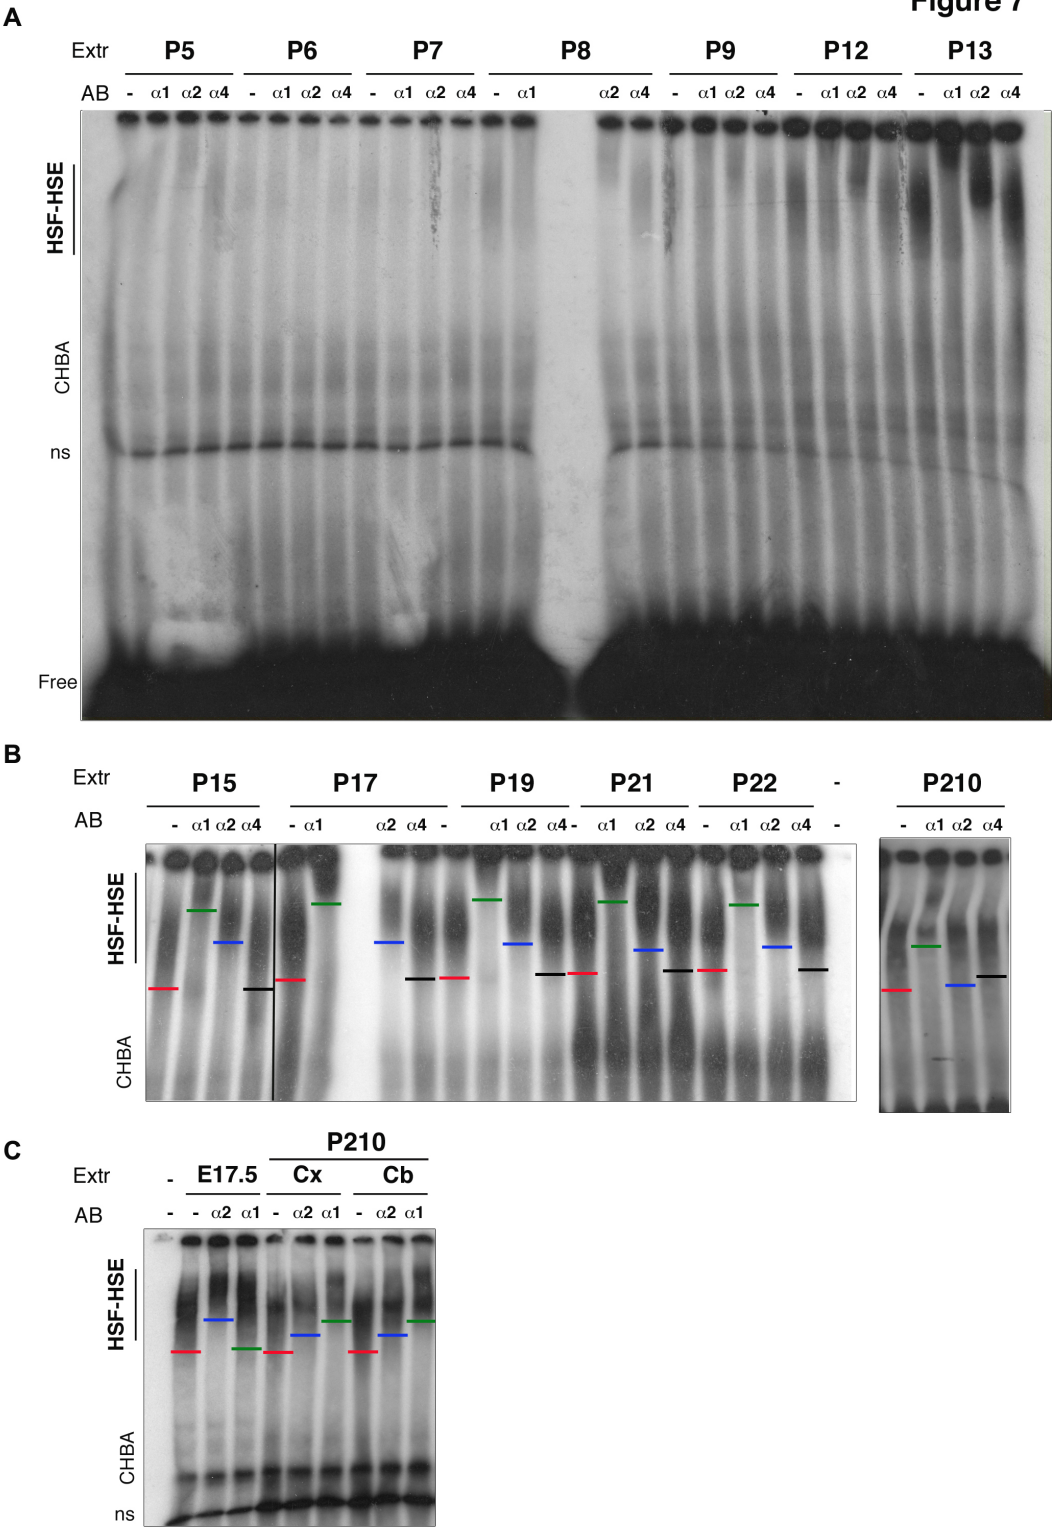 Figure 7
A
Extr P5 P6 P7 P8 P9 P12 P13
AB - α1 α2 α4 - α1 α2 α4 - α1 α2 α4 - α1 α2 α4 - α1 α2 α4 - α1 α2 α4 - α1 α2 α4
HSF-HSE
CHBA
ns
Free
B
Extr P15 P17 P19 P21 P22 - P210
AB - α1 α2 α4 - α1 α2 α4 - α1 α2 α4 - α1 α2 α4 - α1 α2 α4 - - α1 α2 α4
HSF-HSE
CHBA
C
P210
Extr - E17.5 Cx Cb
AB - - α2 α1 - α2 α1 - α2 α1
HSF-HSE
CHBA
ns